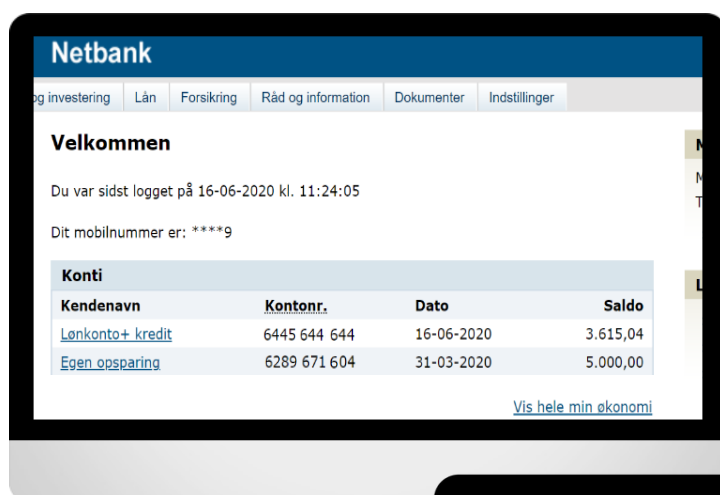 Netbank
og investering Lån Forsikring Råd og information Dokumenter Indstillinger
Velkommen
Du var sidst logget på 16-06-2020 kl. 11:24:05
Dit mobilnummer er: ****9
Konti
Kendenavn Kontonr. Dato Saldo
Lønkonto+ kredit 6445 644 644 16-06-2020 3.615,04
Egen opsparing 6289 671 604 31-03-2020 5.000,00
Vis hele min økonomi